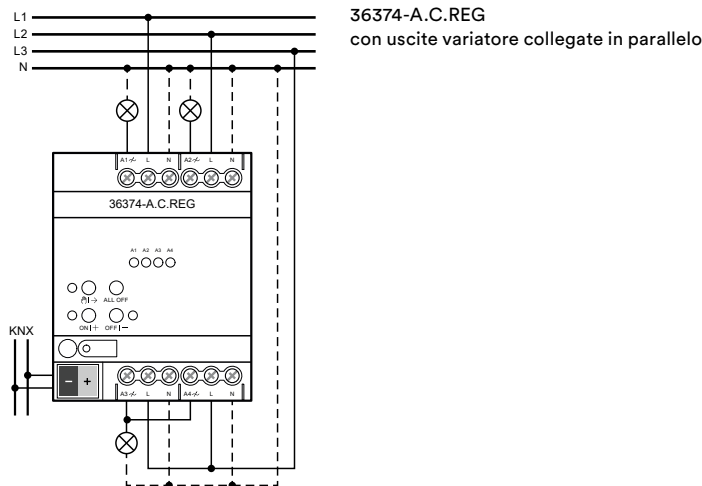 36374-A.C.REG
con uscite variatore collegate in parallelo
L1
L2
L3
N
A1 L N A2 L N
36374-A.C.REG
A1 A2 A3 A4
ALL OFF
ON | + OFF | −
KNX
- +
A3 L N A4 L N